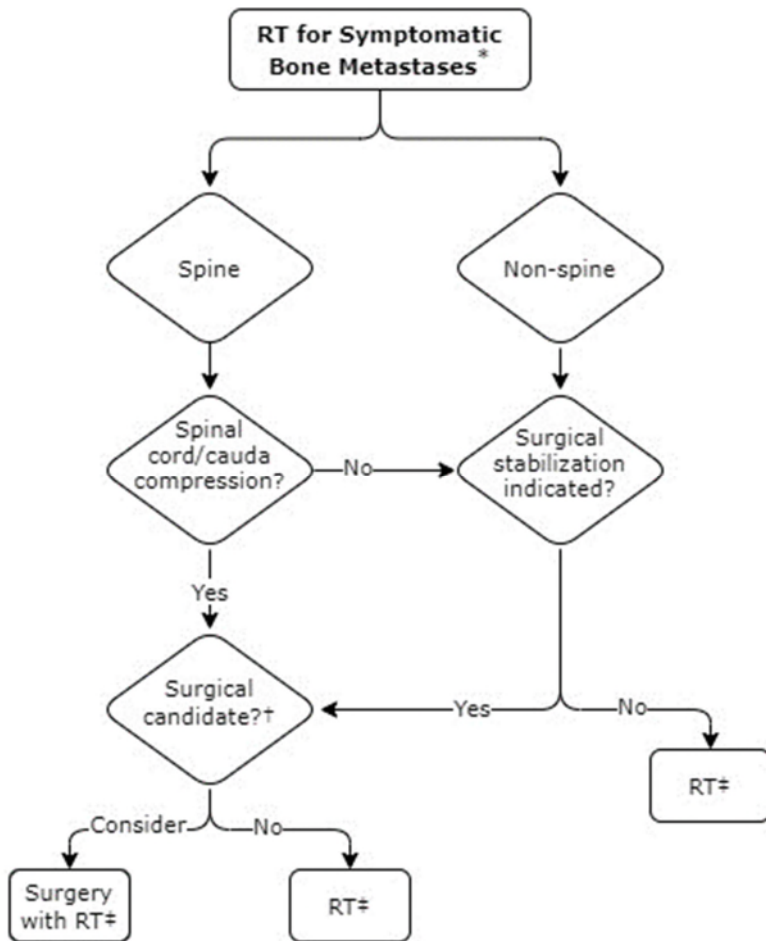 RT for Symptomatic
Bone Metastases*
Spine
Non-spine
Spinal
cord/cauda
compression?
No
Surgical
stabilization
indicated?
Yes
Surgical
candidate?†
Yes
No
RT‡
Consider
No
Surgery
with RT‡
RT‡